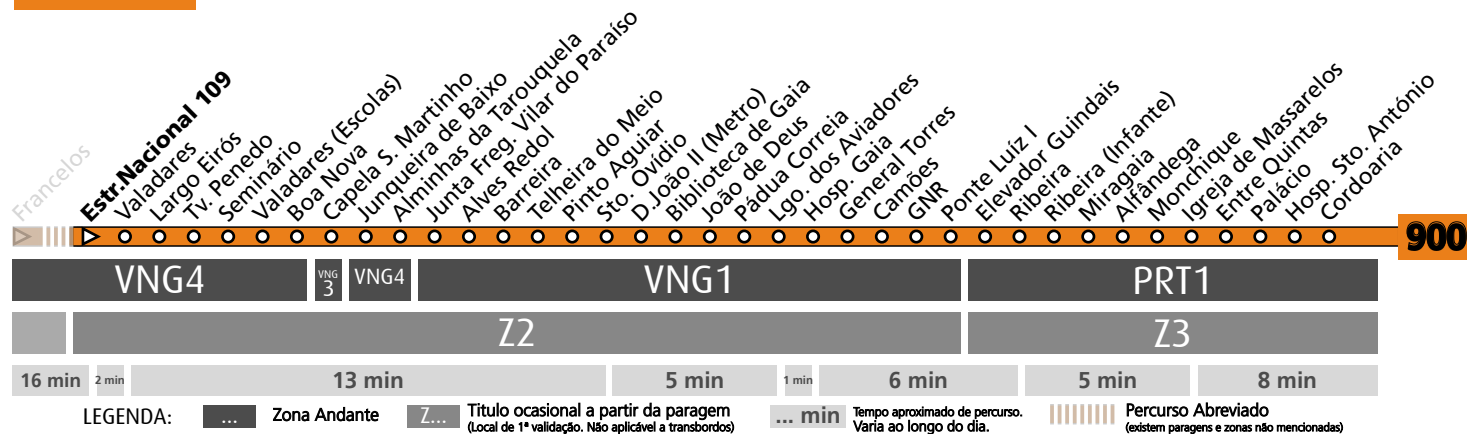 Francelos
Estr.Nacional 109
Valadares
Largo Eirós
Tv. Penedo
Seminário
Valadares (Escolas)
Boa Nova
Capela S. Martinho
Junqueira de Baixo
Alminhas da Tarouquela
Junta Freg. Vilar do Paraíso
Alves Redol
Barreira
Telheira do Meio
Pinto Aguiar
Sto. Ovídio
D.João II (Metro)
Biblioteca de Gaia
João de Deus
Pádua Correia
Lgo. dos Aviadores
Hosp. Gaia
General Torres
Camões
GNR
Ponte Luíz I
Elevador Guindais
Ribeira
Ribeira (Infante)
Miragaia
Alfândega
Monchique
Igreja de Massarelos
Entre Quintas
Palácio
Hosp. Sto. António
Cordoaria
900
VNG4 VNG 3 VNG4 VNG1 PRT1
Z2 Z3
16 min 2 min 13 min 5 min 1 min 6 min 5 min 8 min
LEGENDA:
... Zona Andante
Z... Titulo ocasional a partir da paragem
(Local de 1ª validação. Não aplicável a transbordos)
... min Tempo aproximado de percurso.
Varia ao longo do dia.
Percurso Abreviado
(existem paragens e zonas não mencionadas)